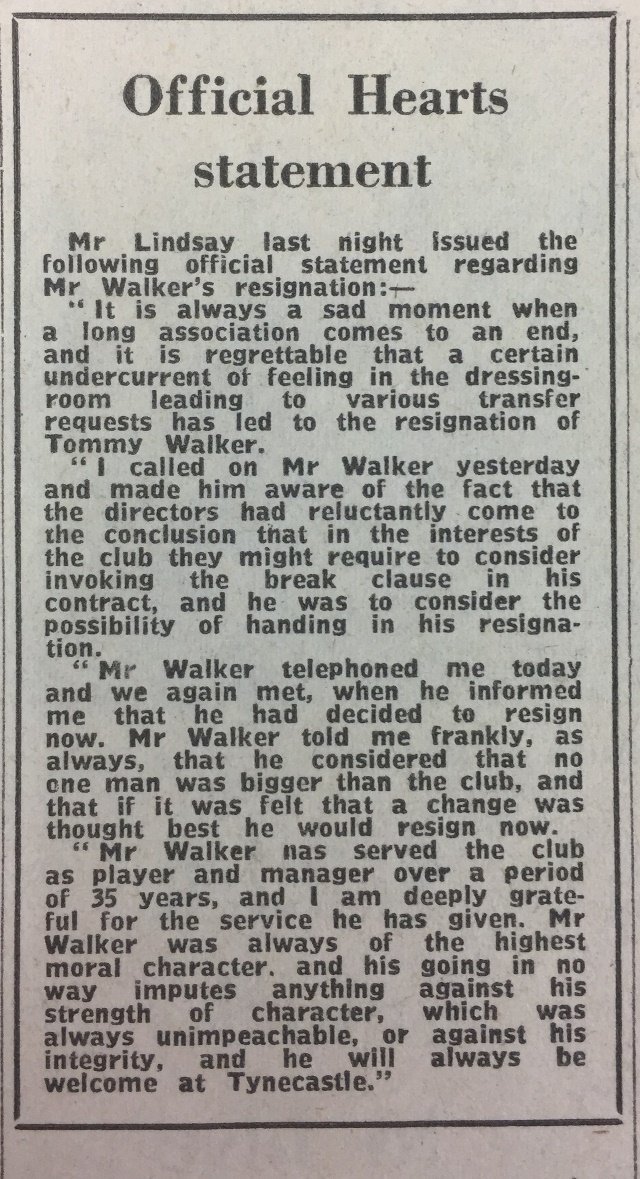 Official Hearts
statement
Mr Lindsay last night issued the
following official statement regarding
Mr Walker's resignation:—
"It is always a sad moment when
a long association comes to an end,
and it is regrettable that a certain
undercurrent of feeling in the dressing-
room leading to various transfer
requests has led to the resignation of
Tommy Walker.
"I called on Mr Walker yesterday
and made him aware of the fact that
the directors had reluctantly come to
the conclusion that in the interests of
the club they might require to consider
invoking the break clause in his
contract, and he was to consider the
possibility of handing in his resigna-
tion.
"Mr Walker telephoned me today
and we again met, when he informed
me that he had decided to resign
now. Mr Walker told me frankly, as
always, that he considered that no
one man was bigger than the club, and
that if it was felt that a change was
thought best he would resign now.
"Mr Walker has served the club
as player and manager over a period
of 35 years, and I am deeply grate-
ful for the service he has given. Mr
Walker was always of the highest
moral character. and his going in no
way imputes anything against his
strength of character, which was
always unimpeachable, or against his
integrity, and he will always be
welcome at Tynecastle."